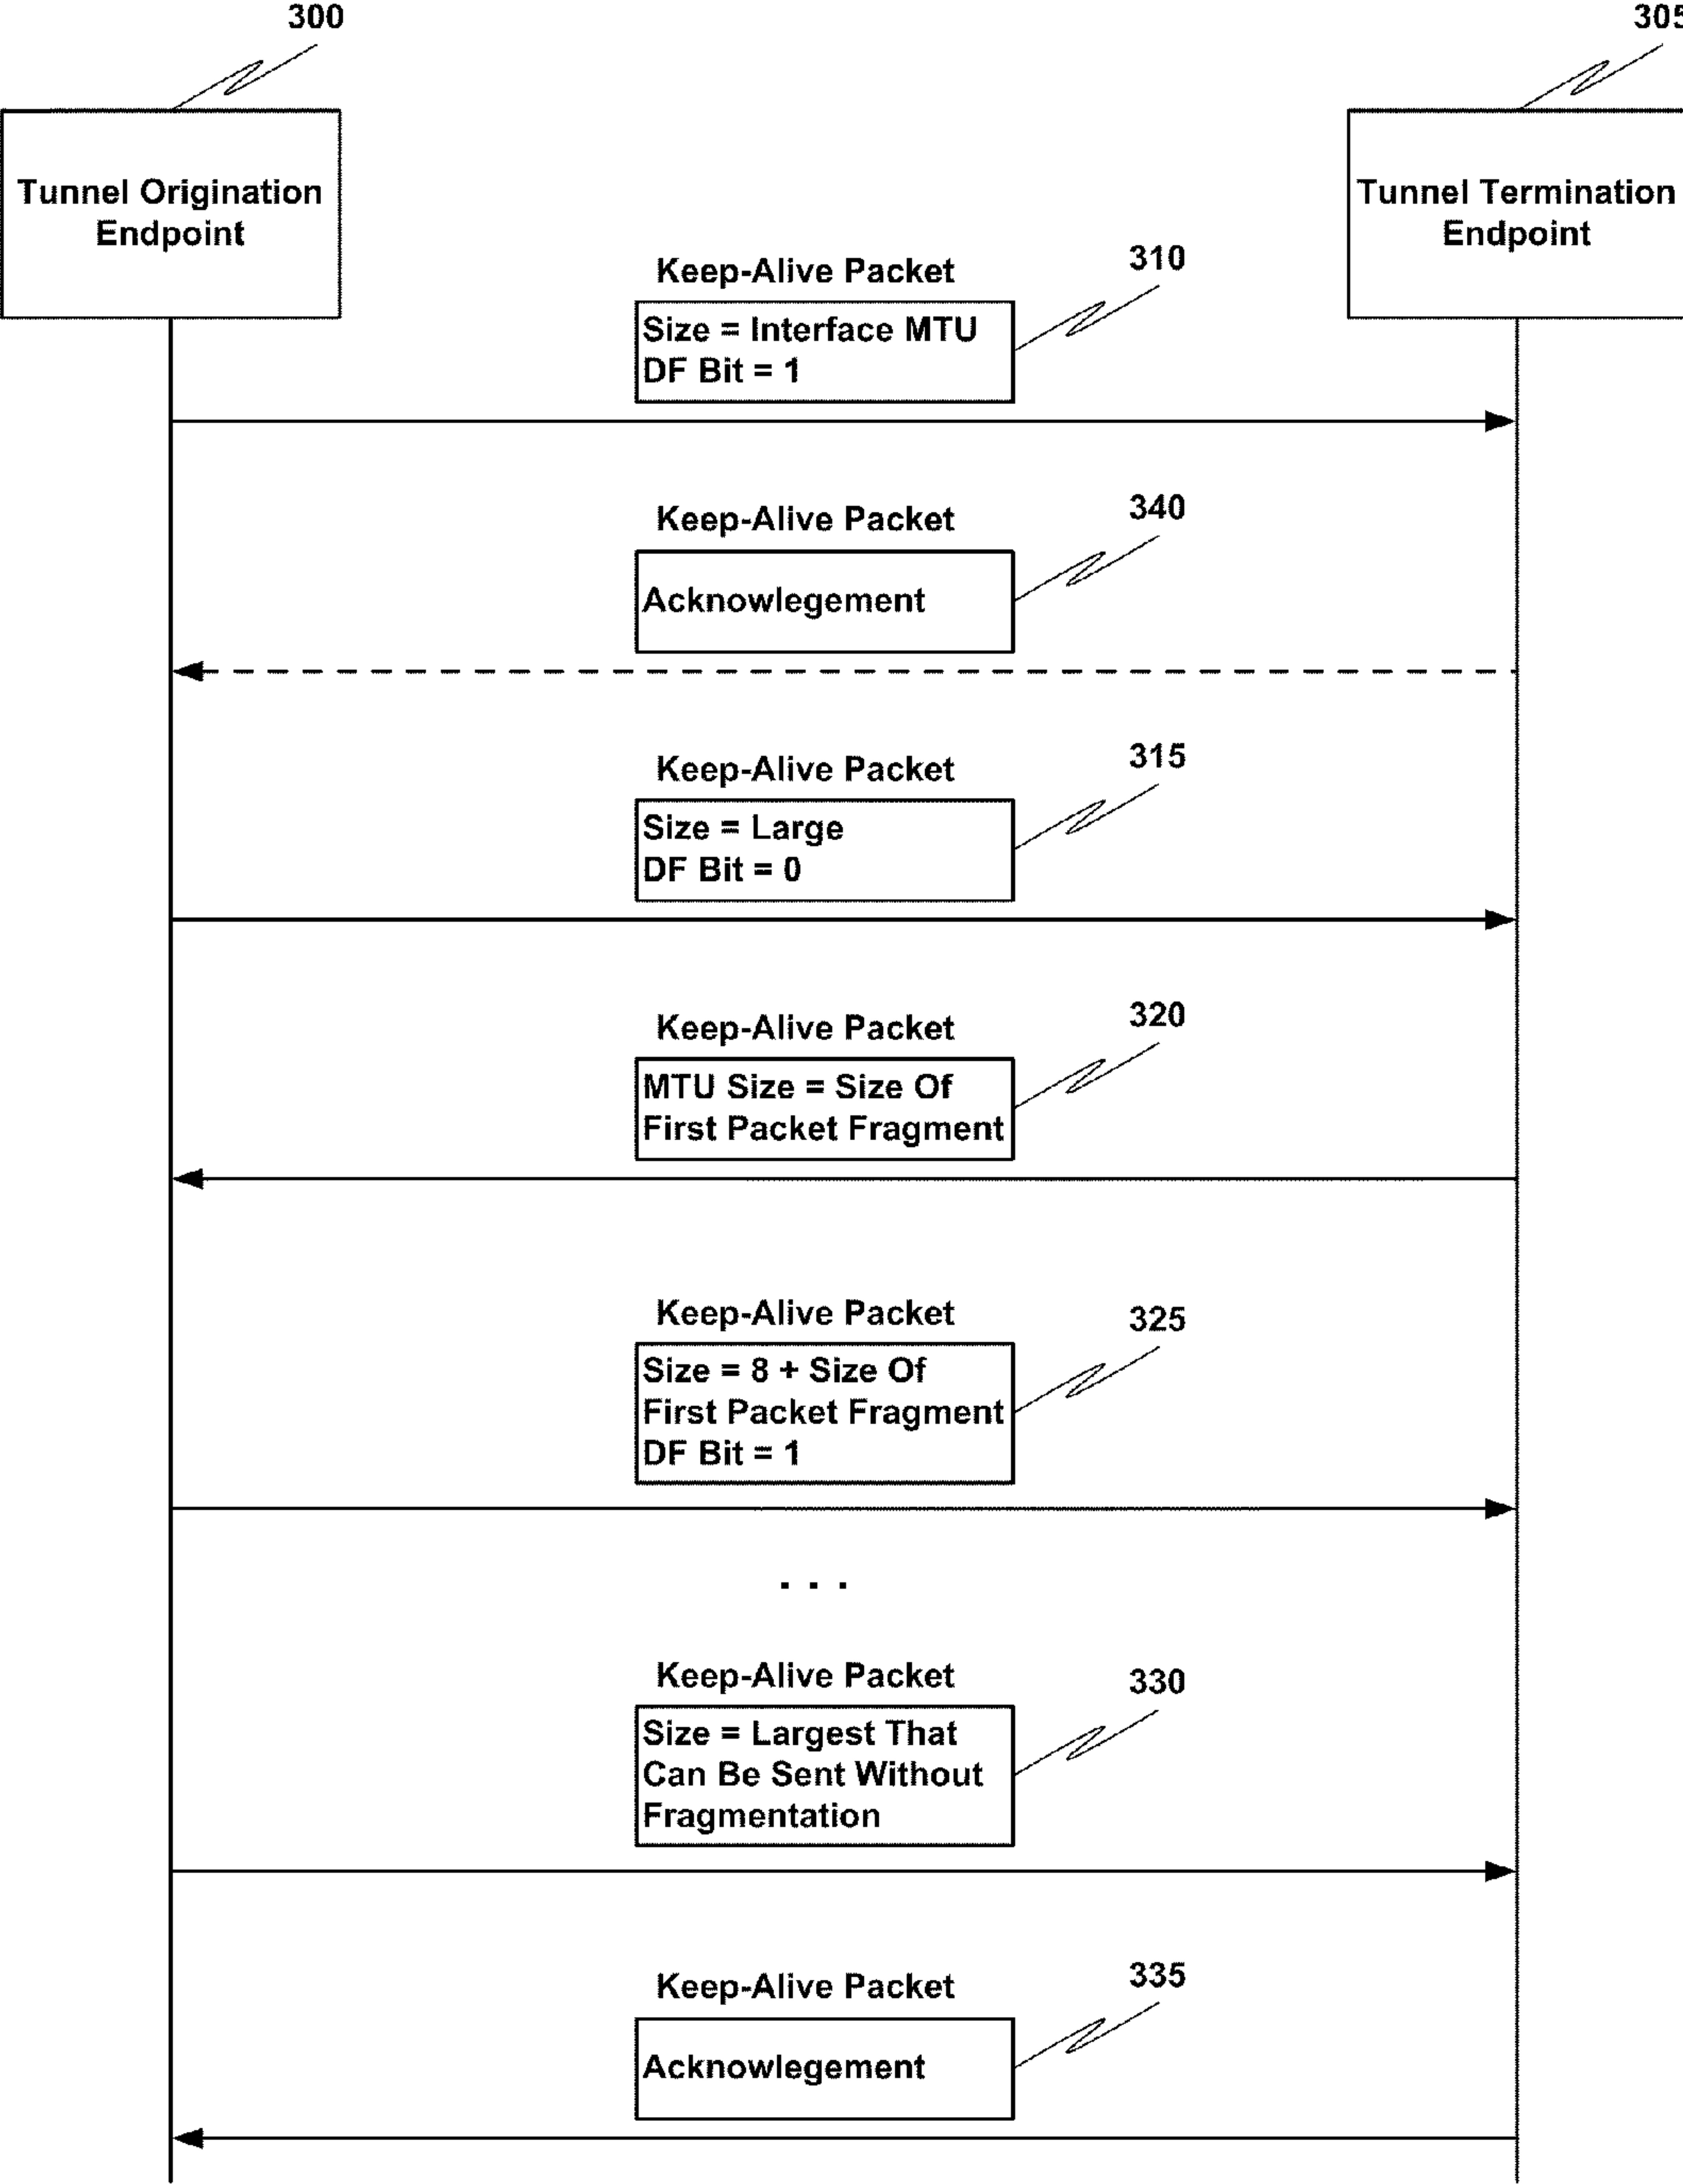 300
305
Tunnel Origination
Endpoint
Tunnel Termination
Endpoint
Keep-Alive Packet
310
Size = Interface MTU
DF Bit = 1
Keep-Alive Packet
340
Acknowlegement
Keep-Alive Packet
315
Size = Large
DF Bit = 0
Keep-Alive Packet
320
MTU Size = Size Of
First Packet Fragment
Keep-Alive Packet
325
Size = 8 + Size Of
First Packet Fragment
DF Bit = 1
. . .
Keep-Alive Packet
330
Size = Largest That
Can Be Sent Without
Fragmentation
Keep-Alive Packet
335
Acknowlegement